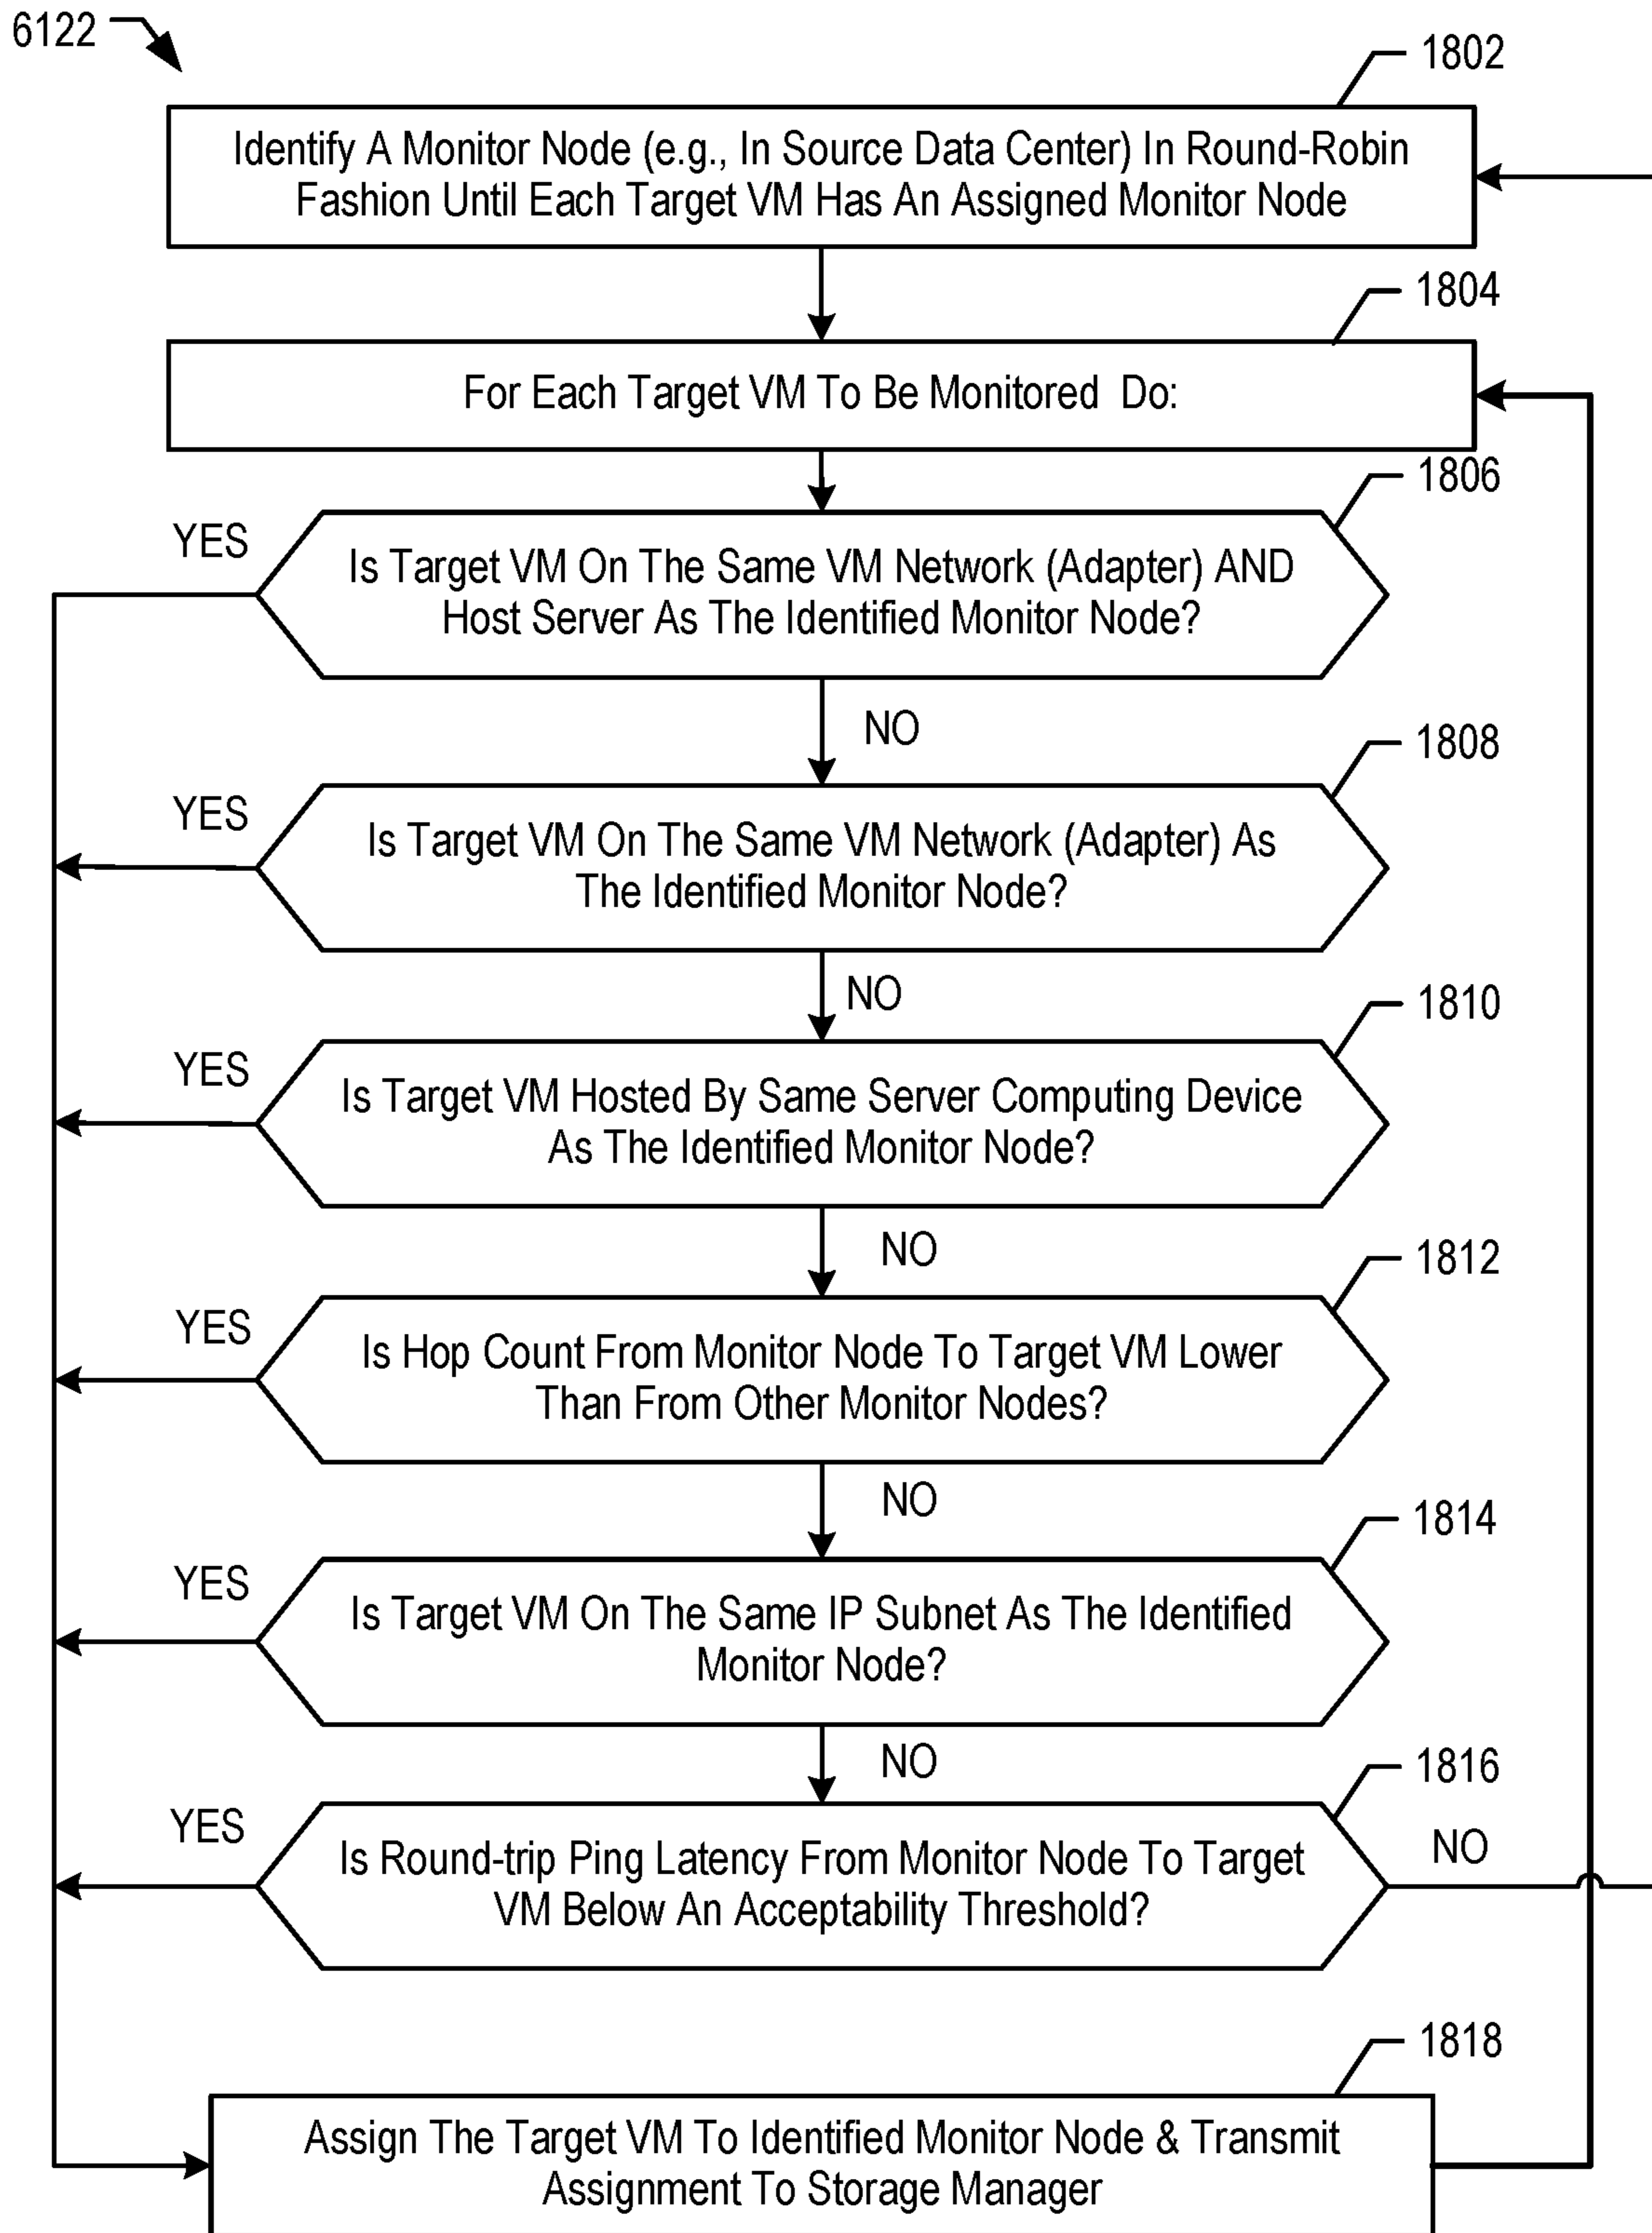 6122
1802
Identify A Monitor Node (e.g., In Source Data Center) In Round-Robin
Fashion Until Each Target VM Has An Assigned Monitor Node
1804
For Each Target VM To Be Monitored Do:
1806
YES
Is Target VM On The Same VM Network (Adapter) AND
Host Server As The Identified Monitor Node?
NO
1808
YES
Is Target VM On The Same VM Network (Adapter) As
The Identified Monitor Node?
NO
1810
YES
Is Target VM Hosted By Same Server Computing Device
As The Identified Monitor Node?
NO
1812
YES
Is Hop Count From Monitor Node To Target VM Lower
Than From Other Monitor Nodes?
NO
1814
YES
Is Target VM On The Same IP Subnet As The Identified
Monitor Node?
NO
1816
YES
Is Round-trip Ping Latency From Monitor Node To Target
VM Below An Acceptability Threshold?
NO
1818
Assign The Target VM To Identified Monitor Node & Transmit
Assignment To Storage Manager